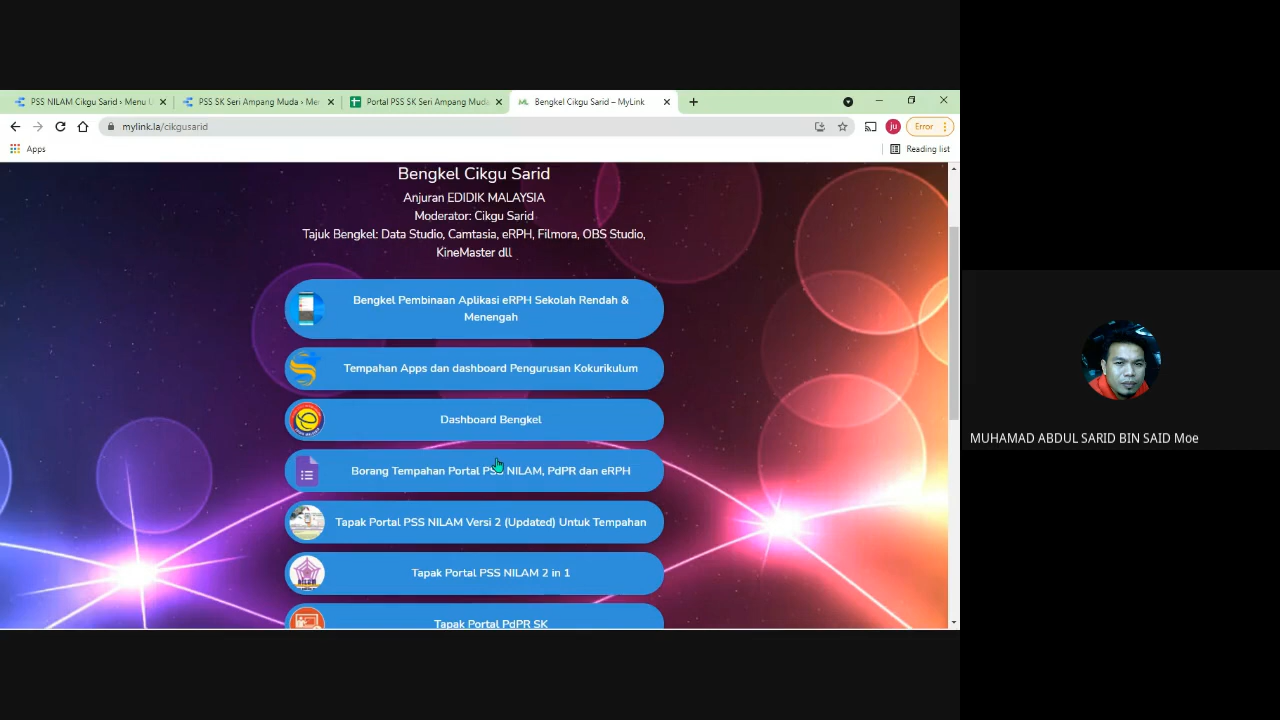 PSS NILAM Cikgu Sarid › Menu U
PSS SK Seri Ampang Muda › Me
Portal PSS SK Seri Ampang Muda
Bengkel Cikgu Sarid – MyLink
mylink.la/cikgusarid
ju
Error
Apps
Reading list
Bengkel Cikgu Sarid
Anjuran EDIDIK MALAYSIA
Moderator: Cikgu Sarid
Tajuk Bengkel: Data Studio, Camtasia, eRPH, Filmora, OBS Studio,
KineMaster dll
Bengkel Pembinaan Aplikasi eRPH Sekolah Rendah &
Menengah
Tempahan Apps dan dashboard Pengurusan Kokurikulum
Dashboard Bengkel
Borang Tempahan Portal PSS NILAM, PdPR dan eRPH
Tapak Portal PSS NILAM Versi 2 (Updated) Untuk Tempahan
Tapak Portal PSS NILAM 2 in 1
Tapak Portal PdPR SK
MUHAMAD ABDUL SARID BIN SAID Moe